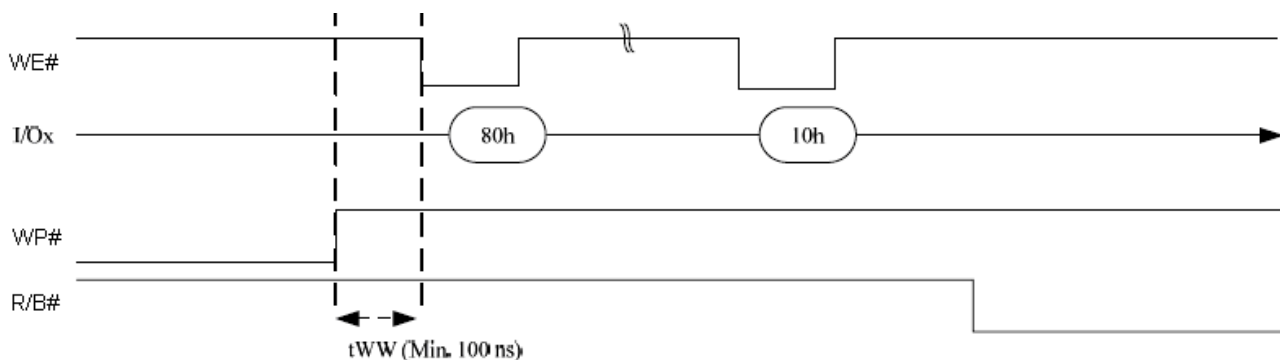 WE#
I/Ox
80h
10h
WP#
R/B#
tWW (Min. 100 ns)